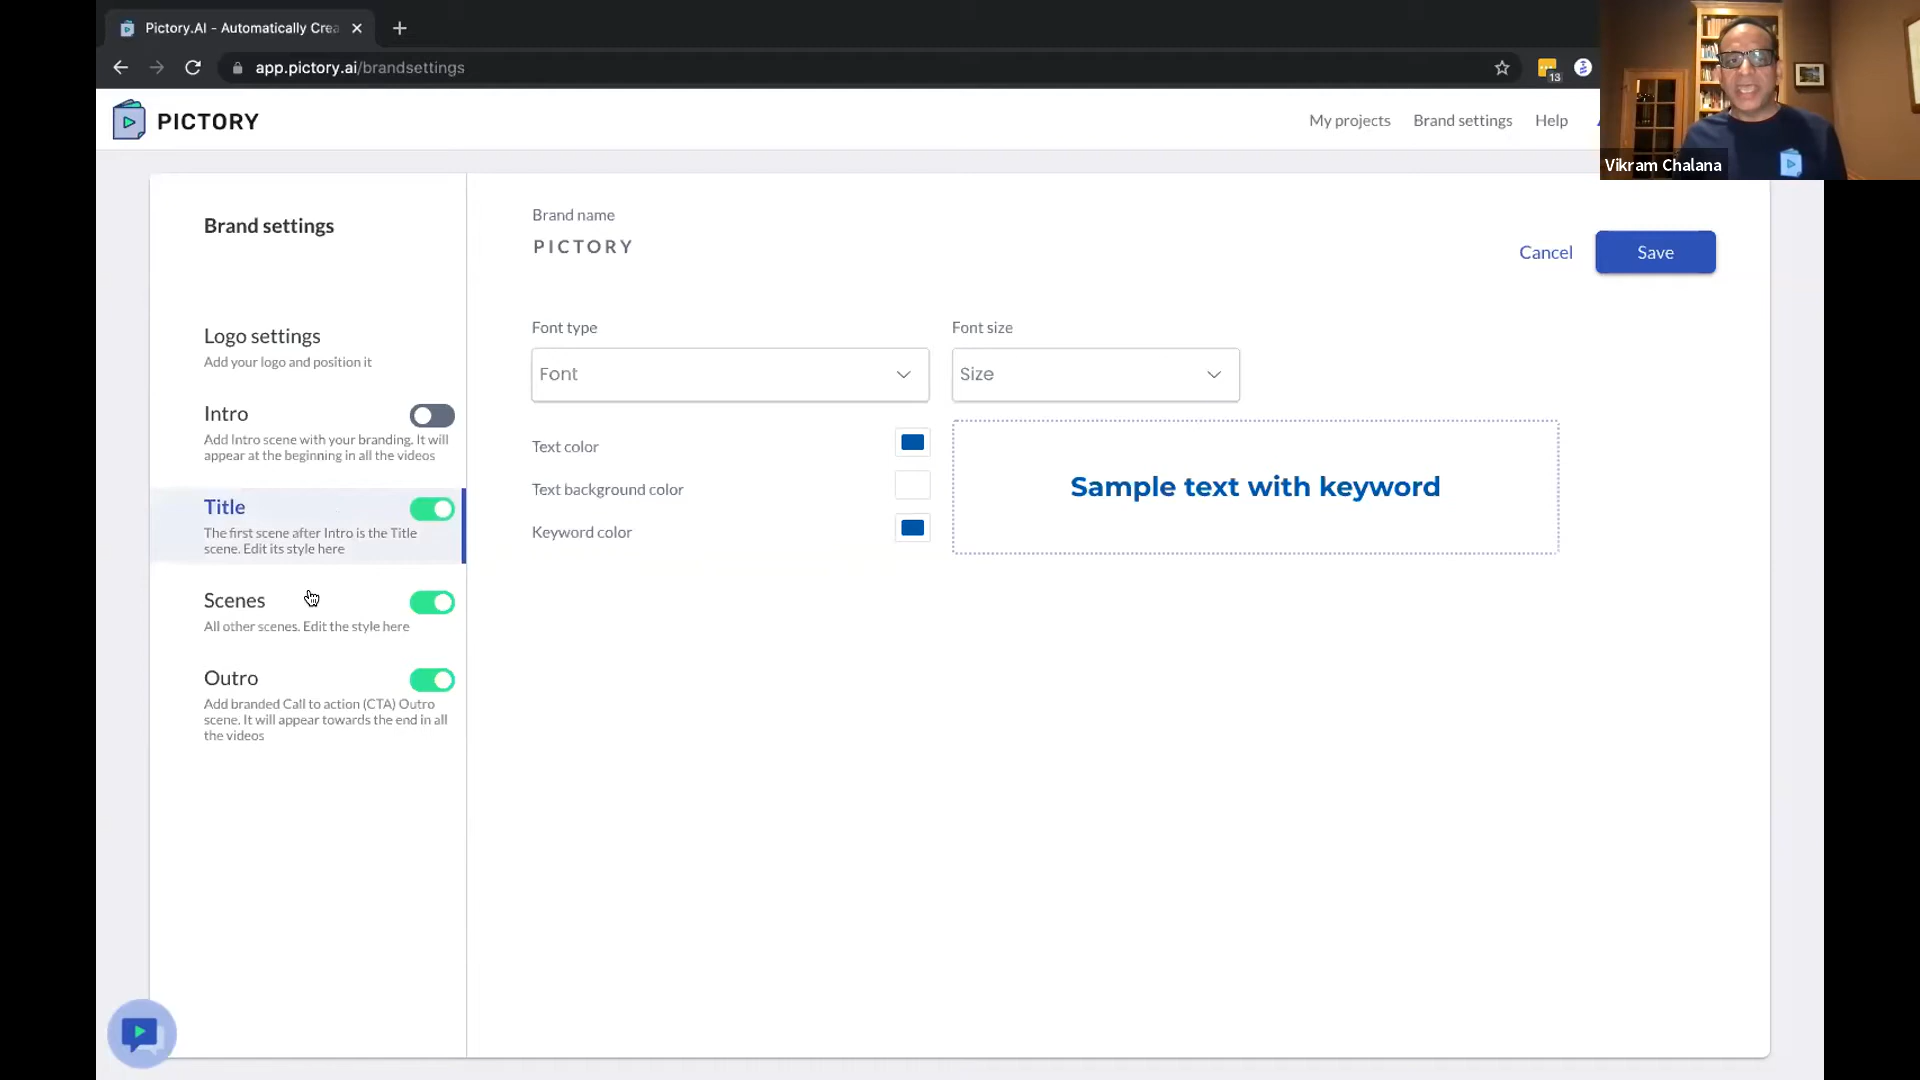 Pictory.AI - Automatically Crea
app.pictory.ai/brandsettings
13
PICTORY
My projects
Brand settings
Help
Vikram Chalana
Brand settings
Brand name
PICTORY
Cancel
Save
Logo settings
Add your logo and position it
Font type
Font size
Font
Size
Intro
Add Intro scene with your branding. It will
appear at the beginning in all the videos
Text color
Text background color
Keyword color
Sample text with keyword
Title
The first scene after Intro is the Title
scene. Edit its style here
Scenes
All other scenes. Edit the style here
Outro
Add branded Call to action (CTA) Outro
scene. It will appear towards the end in all
the videos